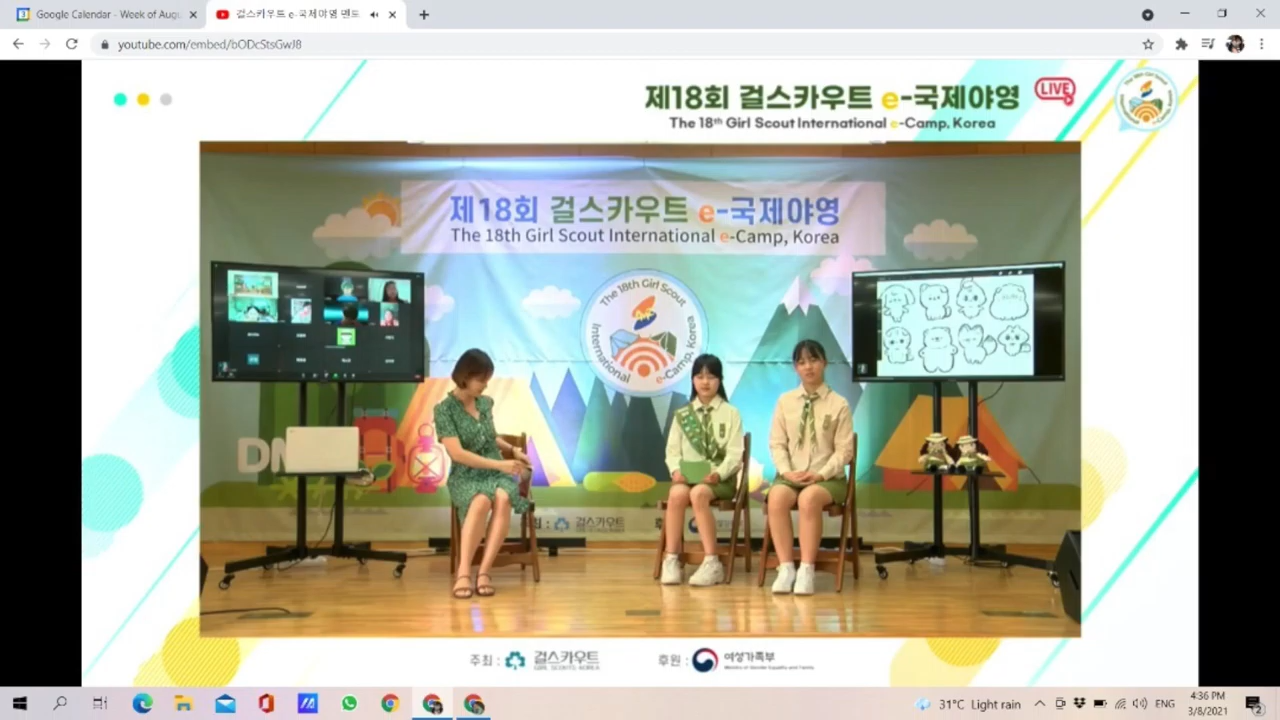 Google Calendar - Week of Augu
걸스카우트 e-국제야영 멘토
youtube.com/embed/bODcStsGwJ8
제18회 걸스카우트 e-국제야영
LIVE
The 18th Girl Scout International e-Camp, Korea
제18회 걸스카우트 e-국제야영
The 18th Girl Scout International e-Camp, Korea
The 18th Girl Scout
International e-Camp, Korea
주최 : 걸스카우트
GIRL SCOUTS KOREA
후원 : 여성가족부
Ministry of Gender Equality and Family
31°C Light rain
ENG
4:36 PM
3/8/2021
2